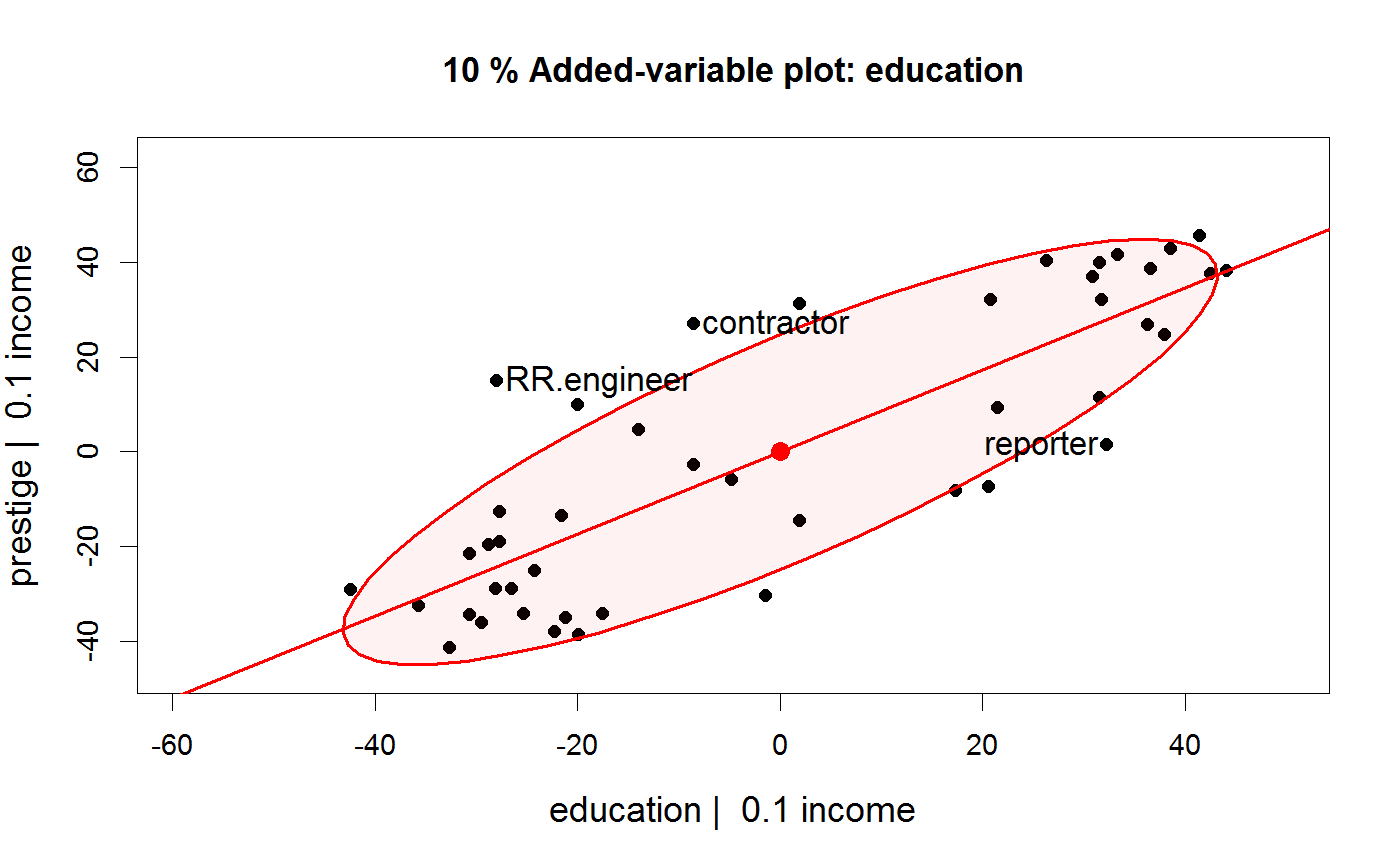 10 % Added-variable plot: education
prestige |  0.1 income
60
40
20
0
-20
-40
contractor
RR.engineer
reporter
-60
-40
-20
0
20
40
education |  0.1 income